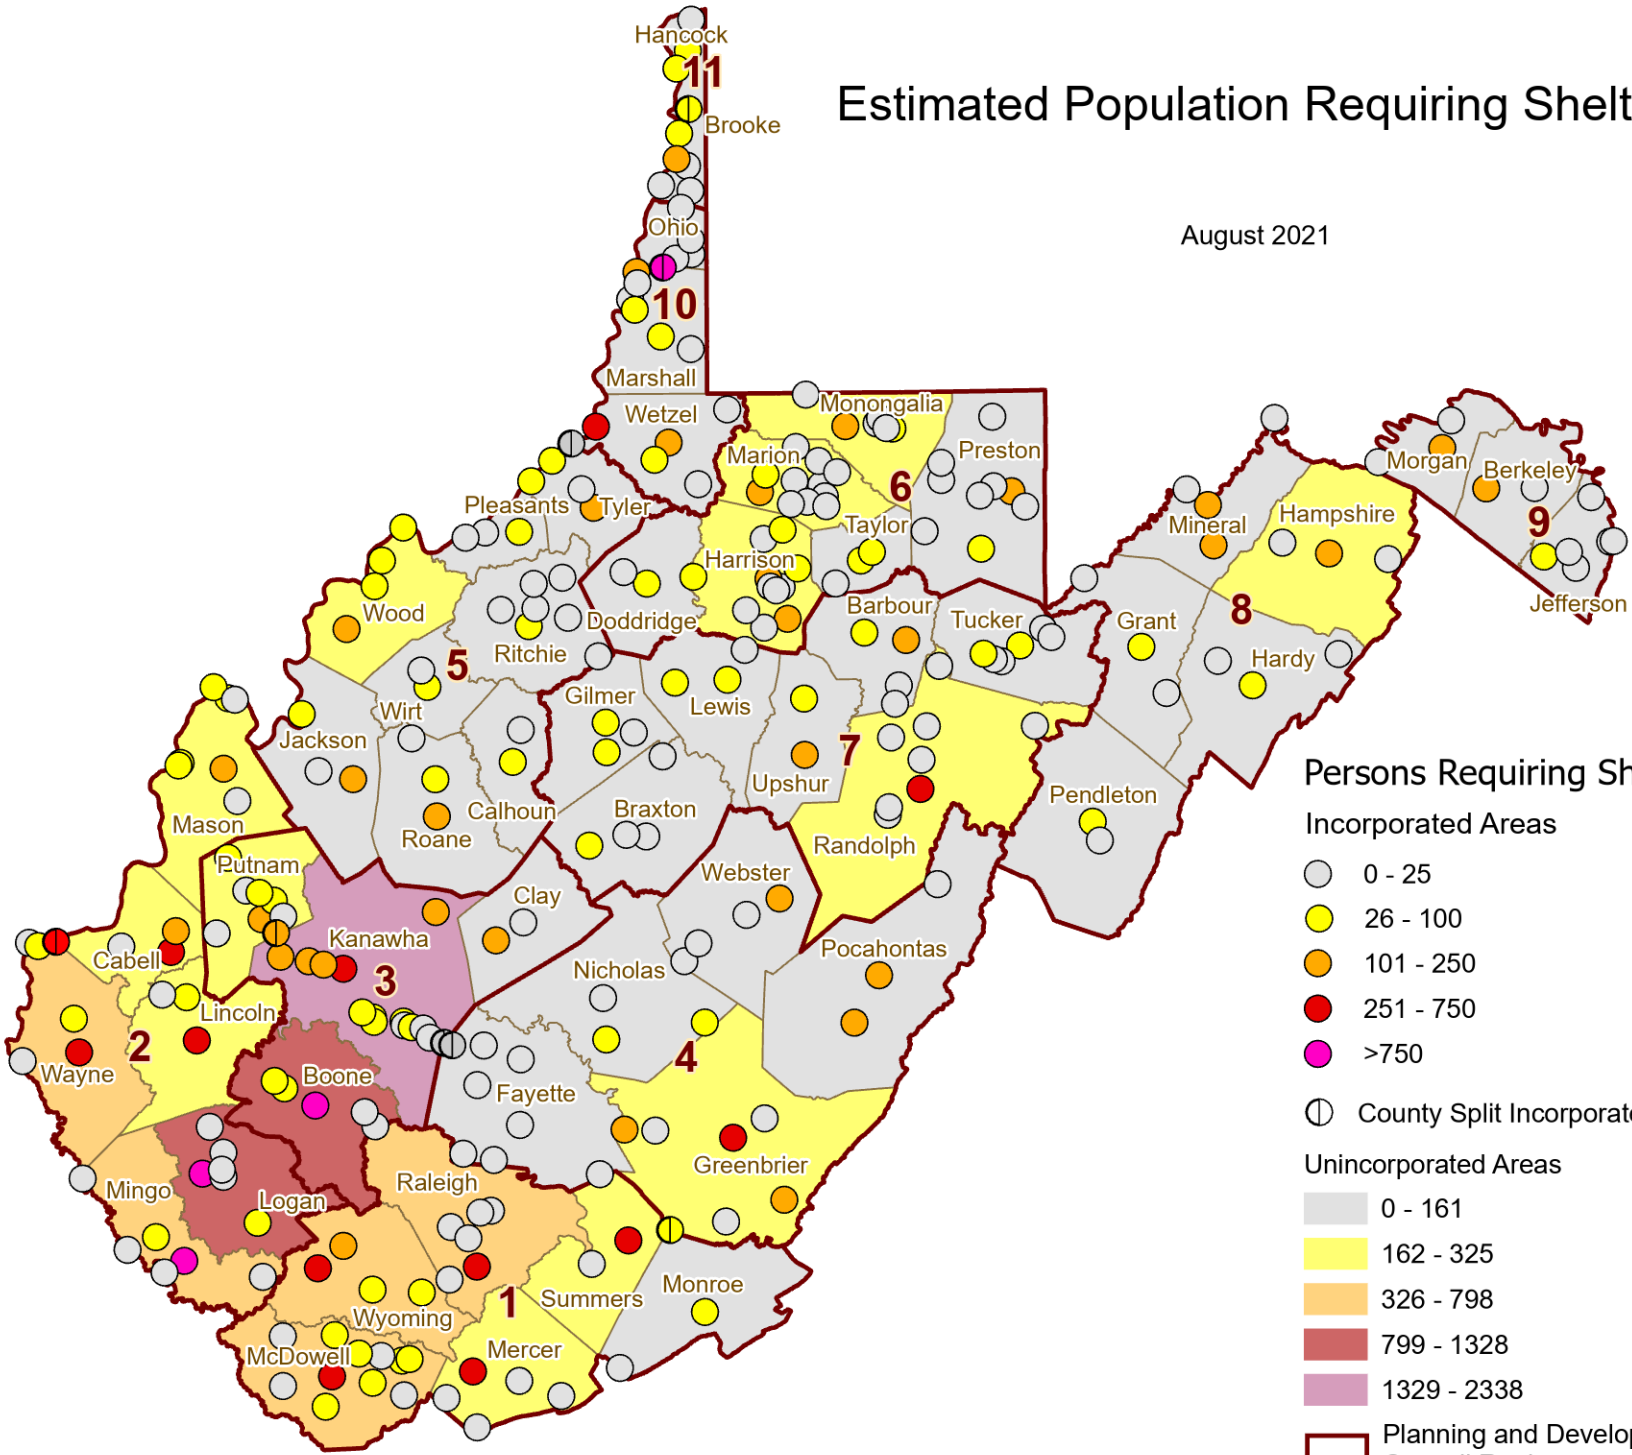 Hancock
11
Estimated Population Requiring Shelt
Brooke
August 2021
Ohio
10
Marshall
Wetzel
Monongalia
Marion
Preston
6
Morgan
Berkeley
Pleasants
Tyler
Taylor
Mineral
Hampshire
9
Harrison
Wood
Doddridge
Barbour
Tucker
Grant
8
Jefferson
Ritchie
5
Hardy
Gilmer
Lewis
Wirt
Jackson
7
Upshur
Pendleton
Calhoun
Braxton
Mason
Roane
Randolph
Putnam
Webster
Clay
Kanawha
Pocahontas
Cabell
3
Nicholas
Lincoln
2
4
Wayne
Boone
Fayette
Greenbrier
Mingo
Raleigh
Logan
Monroe
Summers
1
Wyoming
McDowell
Mercer
Persons Requiring Sh
Incorporated Areas
0 - 25
26 - 100
101 - 250
251 - 750
>750
County Split Incorporate
Unincorporated Areas
0 - 161
162 - 325
326 - 798
799 - 1328
1329 - 2338
Planning and Develop